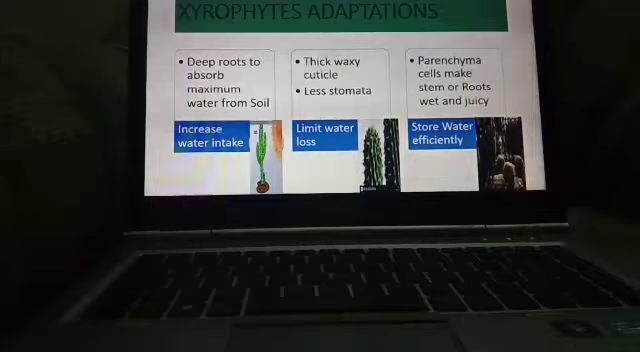 XYROPHYTES ADAPTATIONS
• Deep roots to
absorb
maximum
water from Soil
Increase
water intake
• Thick waxy
cuticle
• Less stomata
Limit water
loss
• Parenchyma
cells make
stem or Roots
wet and juicy
Store Water
efficiently